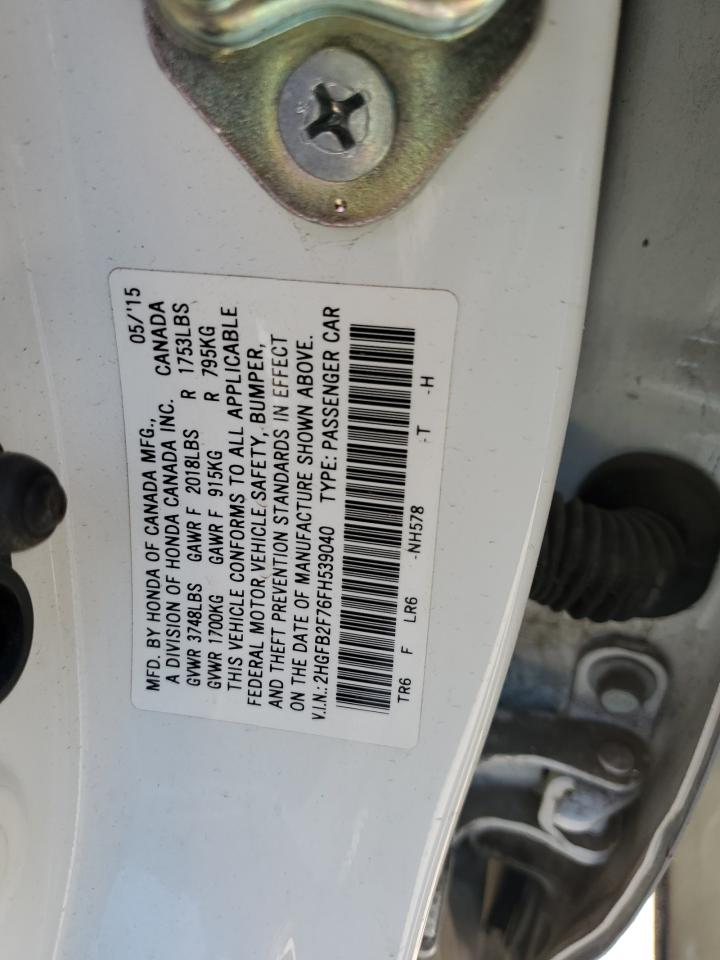 05/'15
MFD. BY HONDA OF CANADA MFG.,
A DIVISION OF HONDA CANADA INC. CANADA
GVWR 3748LBS GAWR F 2018LBS R 1753LBS
GVWR 1700KG GAWR F 915KG R 795KG
THIS VEHICLE CONFORMS TO ALL APPLICABLE
FEDERAL MOTOR VEHICLE SAFETY, BUMPER,
AND THEFT PREVENTION STANDARDS IN EFFECT
ON THE DATE OF MANUFACTURE SHOWN ABOVE.
V.I.N.: 2HGFB2F76FH539040 TYPE: PASSENGER CAR
TR6 F LR6 -NH578 -T -H